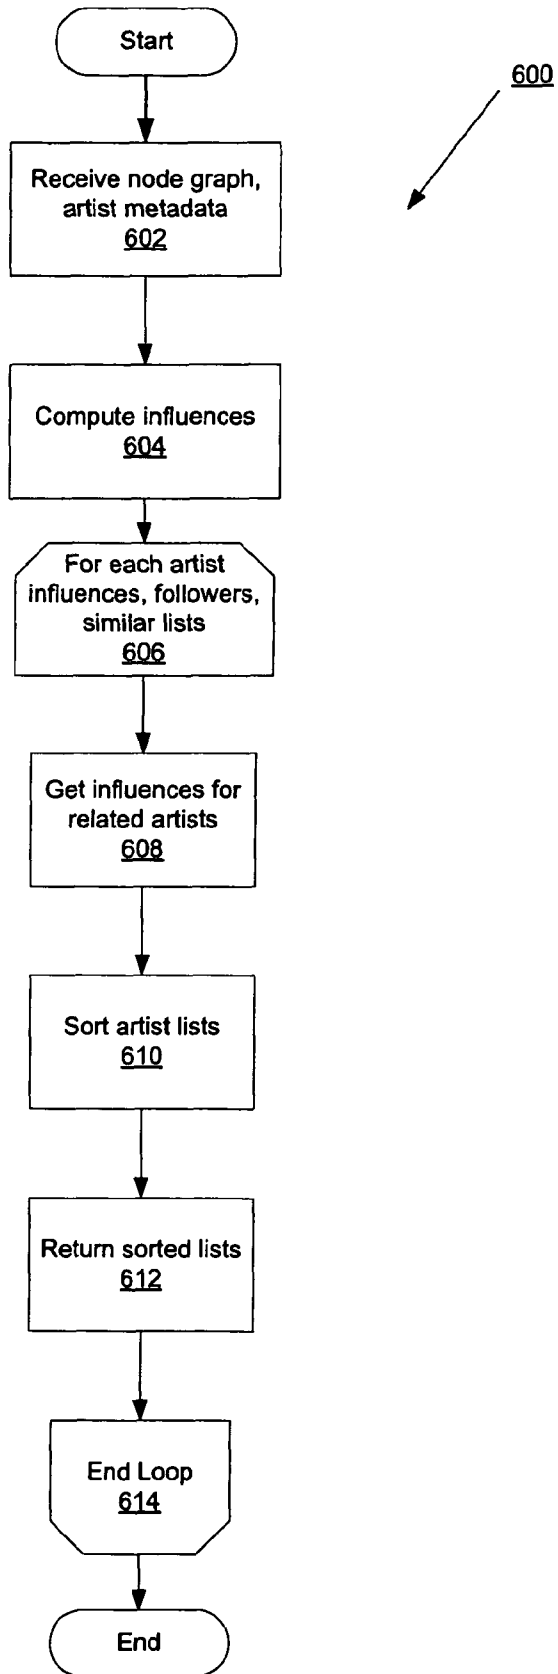 Start
600
Receive node graph,
artist metadata
602
Compute influences
604
For each artist
influences, followers,
similar lists
606
Get influences for
related artists
608
Sort artist lists
610
Return sorted lists
612
End Loop
614
End